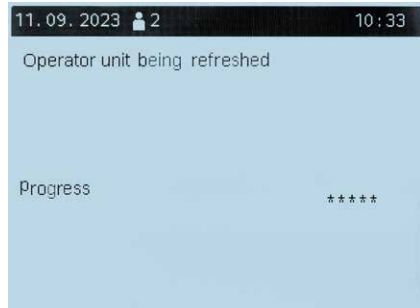 11.09.2023 2 10:33
Operator unit being refreshed
Progress *****